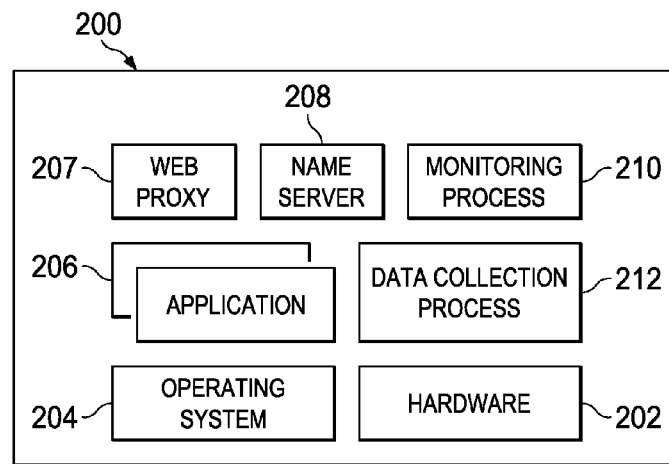 200
208
207
WEB
PROXY
NAME
SERVER
MONITORING
PROCESS
210
206
APPLICATION
DATA COLLECTION
PROCESS
212
204
OPERATING
SYSTEM
HARDWARE
202